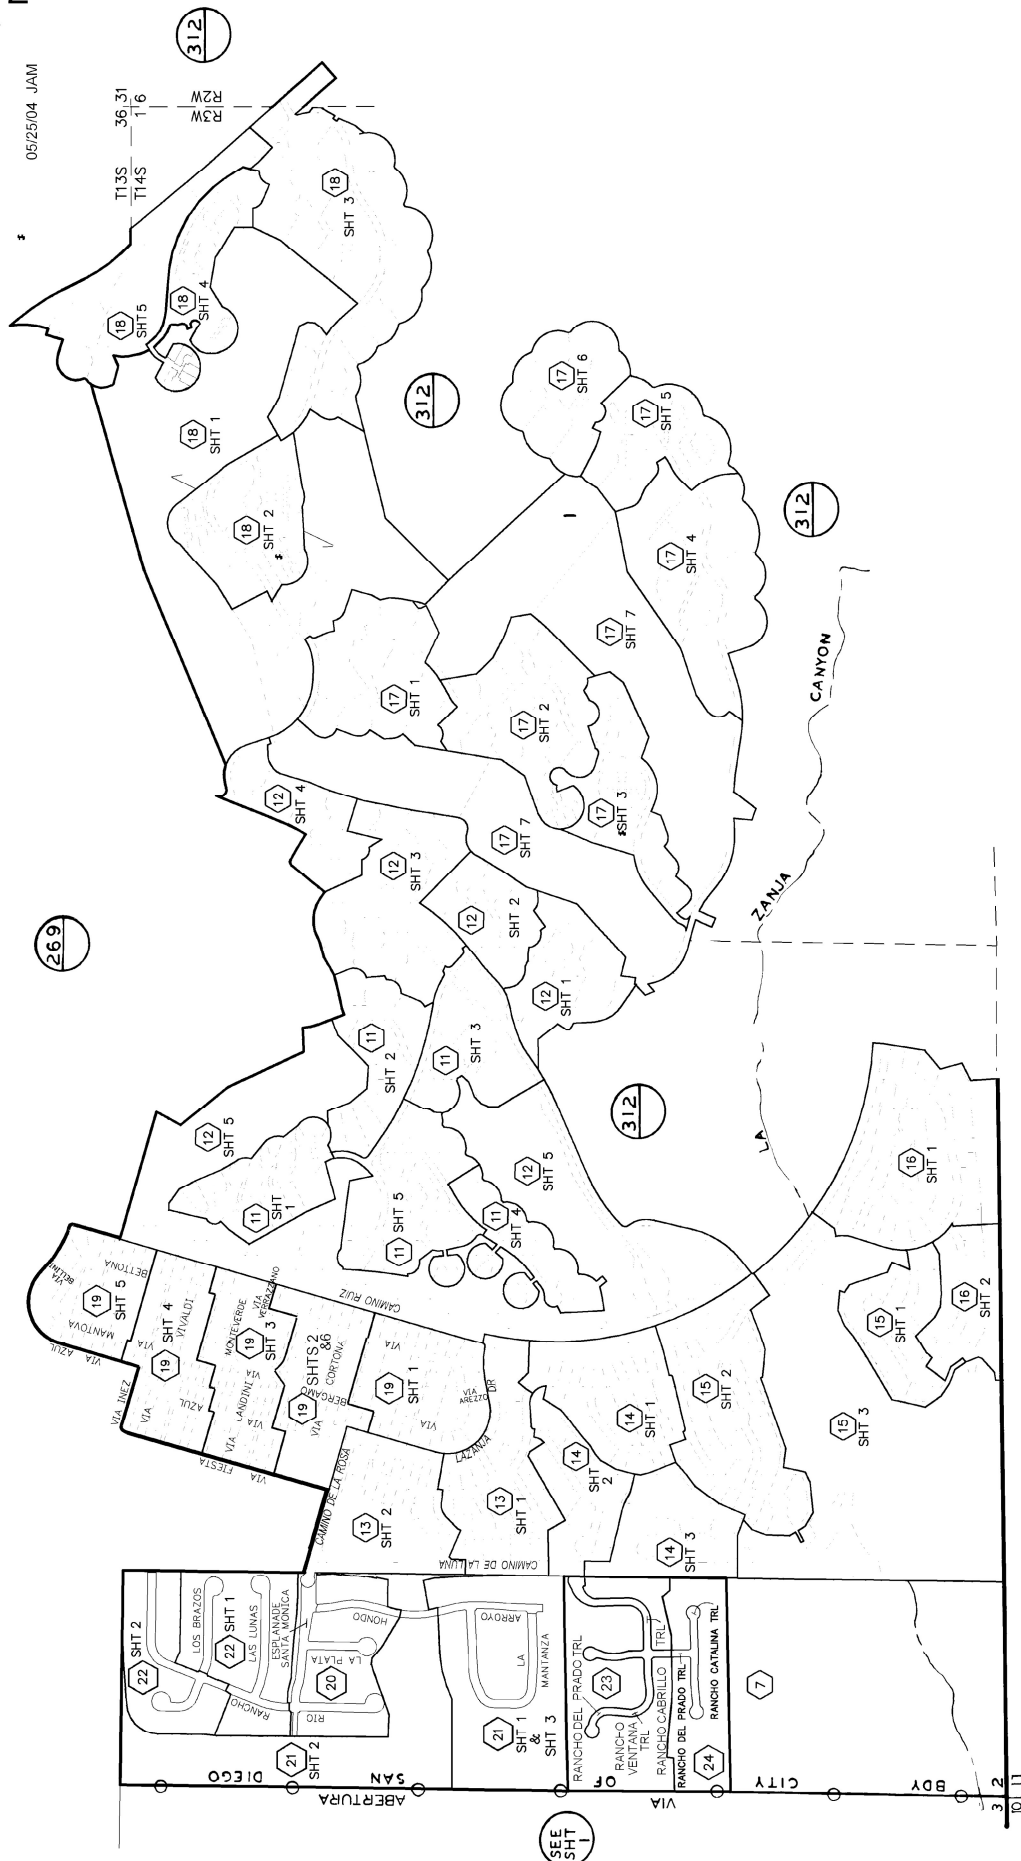 312
05/25/04 JAM
36 31
1 6
R3W R2W
T13S
T14S
18
SHT 3
18
SHT 4
18
SHT 5
18
SHT 1
18
SHT 2
312
17
SHT 6
17
SHT 5
17
SHT 4
312
17
SHT 7
17
SHT 1
17
SHT 2
17
SHT 3
17
SHT 7
LA ZANJA CANYON
12
SHT 4
12
SHT 3
12
SHT 2
12
SHT 1
269
11
SHT 2
11
SHT 3
12
SHT 5
11
SHT 1
11
SHT 5
11
SHT 4
12
SHT 5
312
16
SHT 1
16
SHT 2
15
SHT 1
15
SHT 3
15
SHT 2
14
SHT 1
14
SHT 2
14
SHT 3
13
SHT 1
13
SHT 2
19
SHT 5
19
SHT 4
19
SHT 3
19
SHTS 2
&6
19
SHT 1
VIA BELLINI
BETTONA
MANTOVA
VIA
AZUL
VIA
VIVALDI
VIA INEZ
VIA
AZUL
MONTEVERDE
VIA VERRAZZANO
VIA
LANDINI
VIA
VIA
FIESTA
VIA
CORTONA
BERGAMO
VIA
CAMINO RUIZ
VIA
VIA
AREZZO
VIA
LAZANJA DR
CAMINO DE LA ROSA
CAMINO DE LA LUNA
22
SHT 2
LOS BRAZOS
22
SHT 1
LAS LUNAS
ESPLANADE
SANTA MONICA
RANCHO
HONDO
LA PLATA
20
RIO
21
SHT 2
ARROYO
LA
MANTANZA
21
SHT 1
&
SHT 3
RANCHO DEL PRADO TRL
23
RANCHO
VENTANA
TRL
TRL
RANCHO CABRILLO
RANCHO DEL PRADO TRL
RANCHO CATALINA TRL
24
7
BDY CITY OF SAN DIEGO
VIA ABERTURA
SEE
SHT
1
3 2
10 11